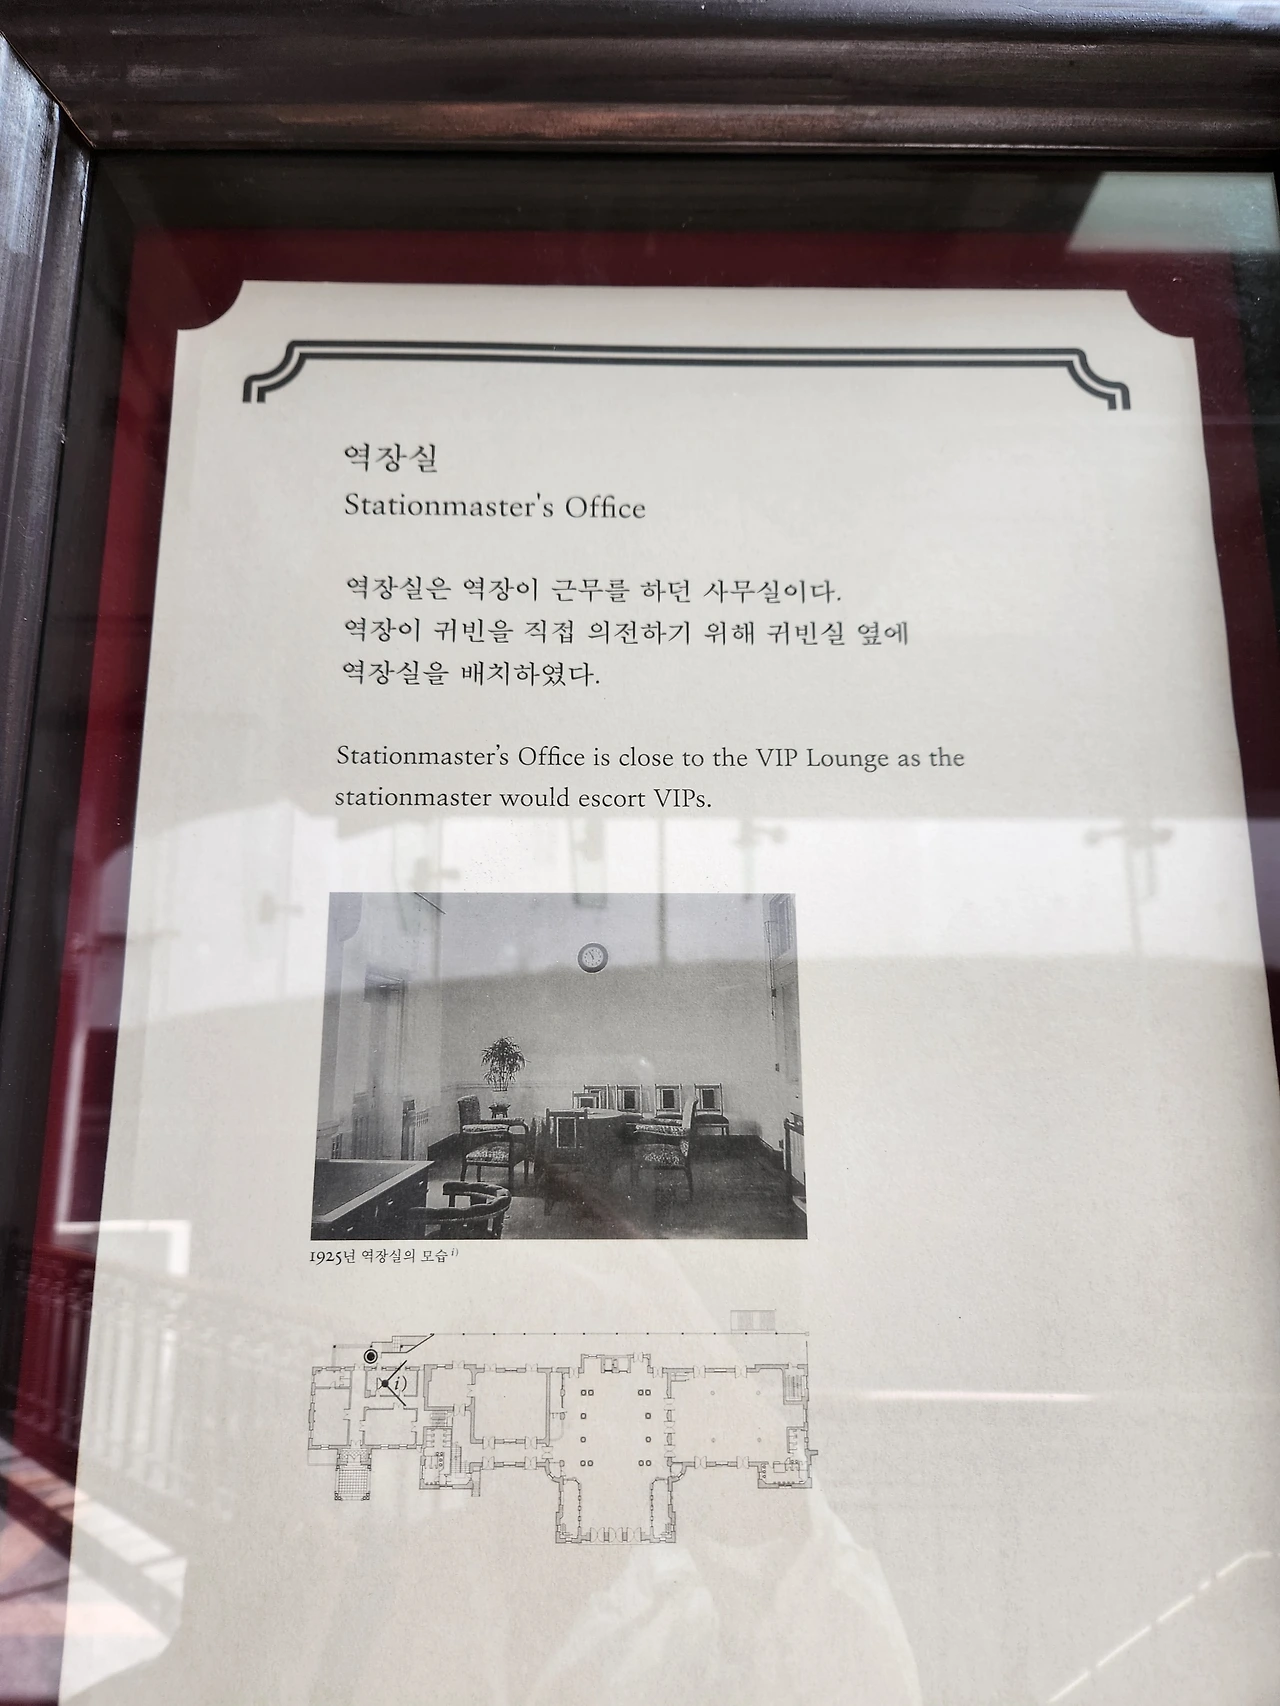 역장실
Stationmaster's Office
역장실은 역장이 근무를 하던 사무실이다.
역장이 귀빈을 직접 의전하기 위해 귀빈실 옆에
역장실을 배치하였다.
Stationmaster’s Office is close to the VIP Lounge as the
stationmaster would escort VIPs.
1925년 역장실의 모습 i)
i)